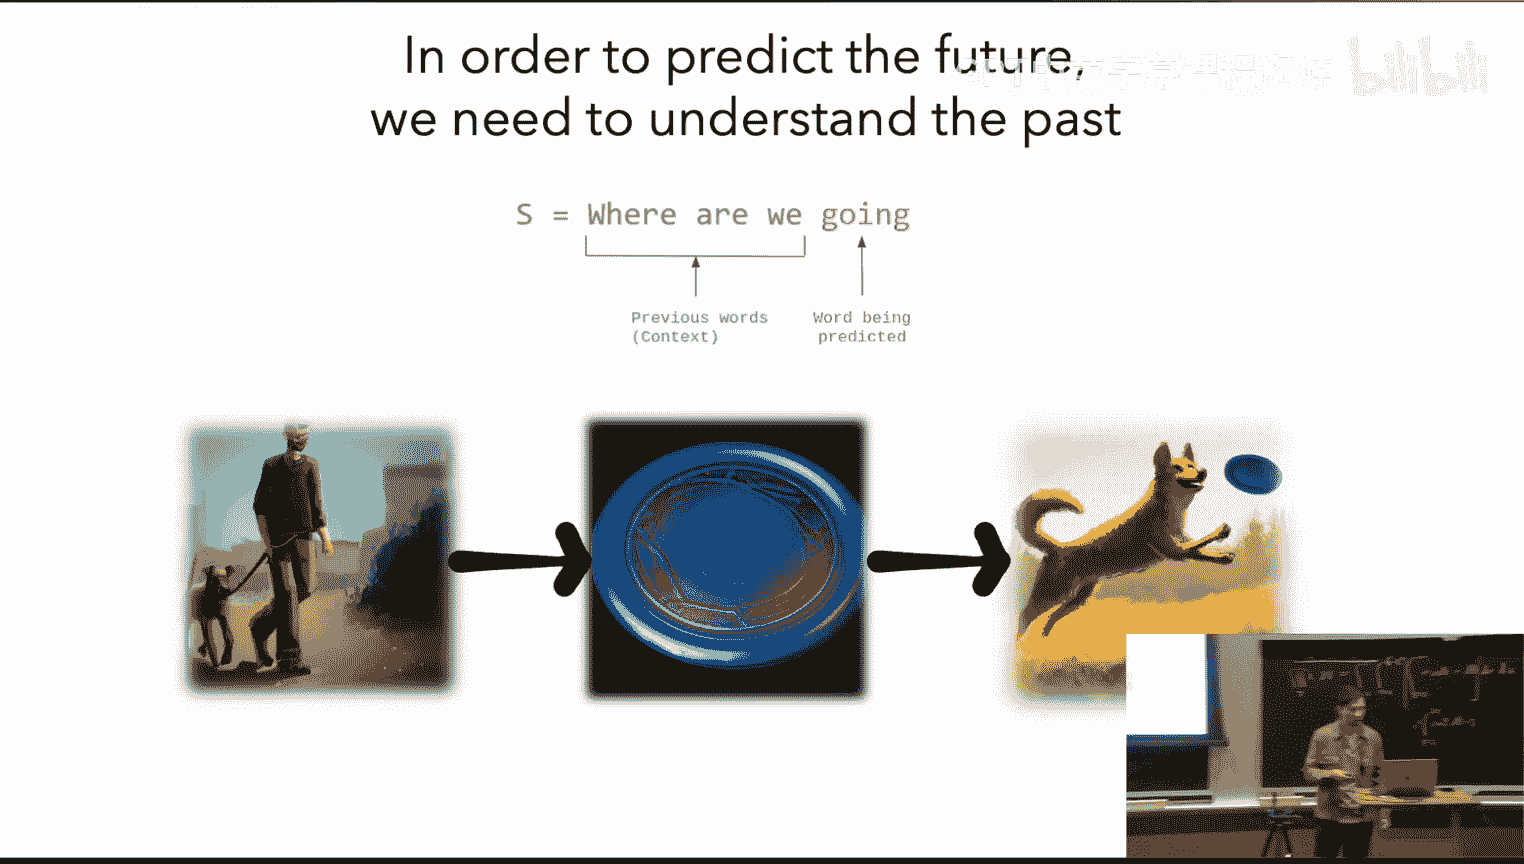 In order to predict the future,
we need to understand the past
bilibili
S = Where are we going
Previous words
(Context)
Word being
predicted